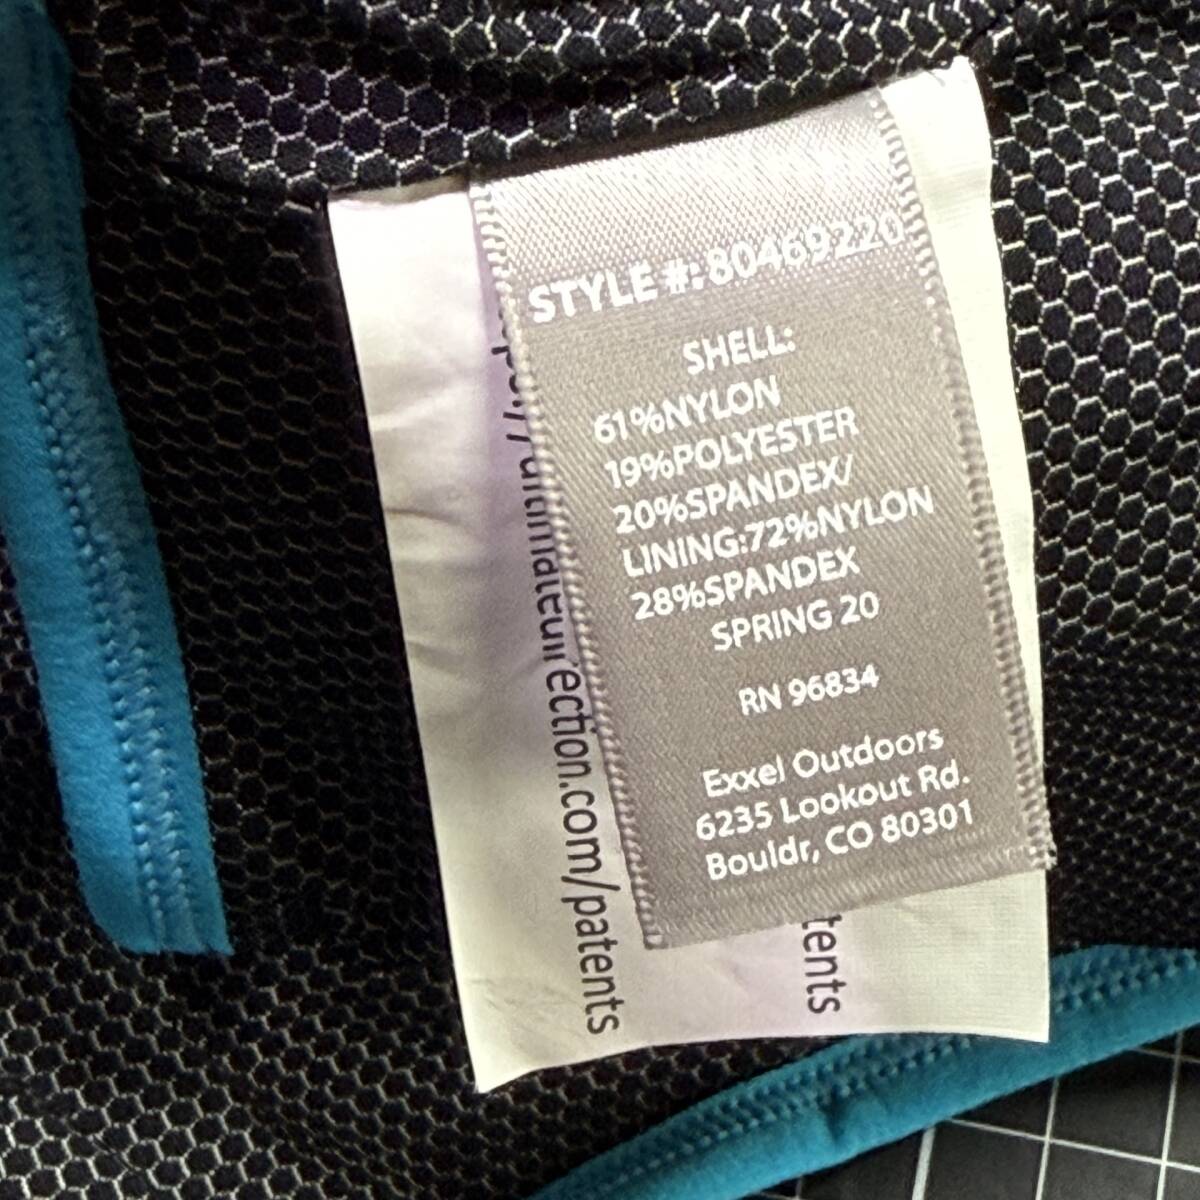 STYLE #: 80469220
SHELL:
61%NYLON
19%POLYESTER
20%SPANDEX/
LINING:72%NYLON
28%SPANDEX
SPRING 20
RN 96834
Exxel Outdoors
6235 Lookout Rd.
Bouldr, CO 80301
ection.com/patents
tents